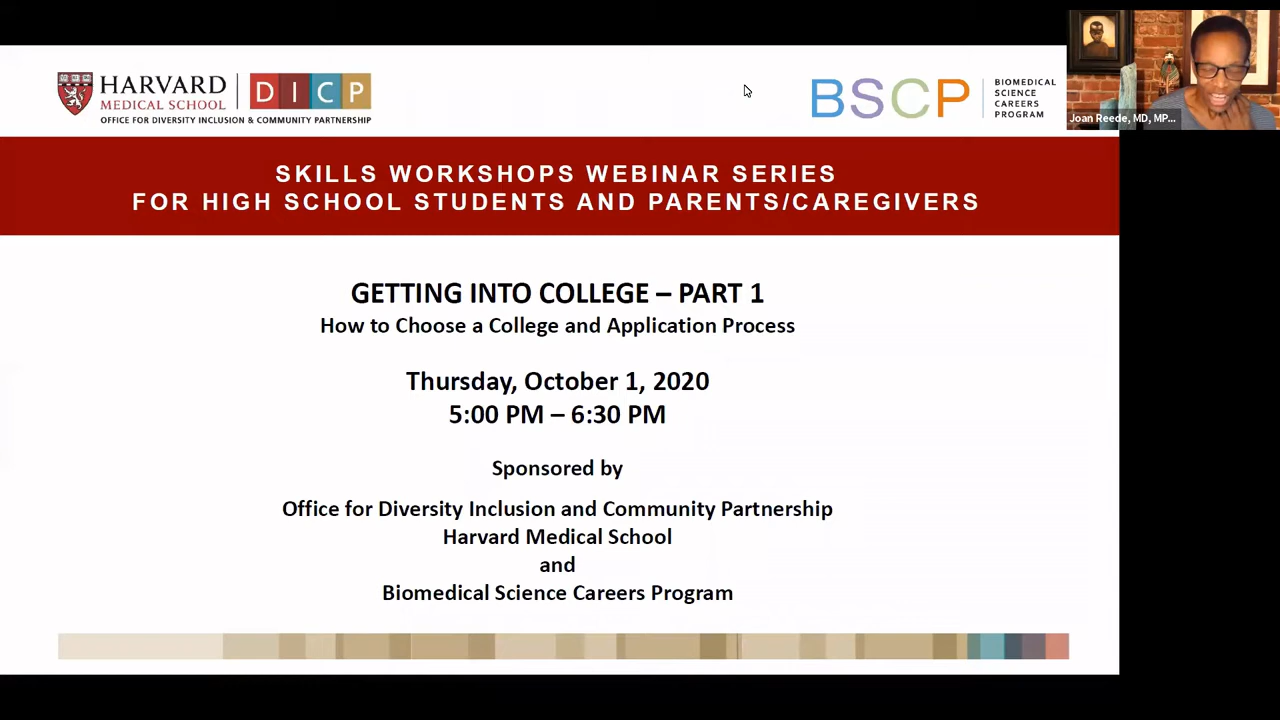 HARVARD
MEDICAL SCHOOL
DICP
OFFICE FOR DIVERSITY INCLUSION & COMMUNITY PARTNERSHIP
BSCP
BIOMEDICAL
SCIENCE
CAREERS
PROGRAM
Joan Reede, MD, MP...
SKILLS WORKSHOPS WEBINAR SERIES
FOR HIGH SCHOOL STUDENTS AND PARENTS/CAREGIVERS
GETTING INTO COLLEGE – PART 1
How to Choose a College and Application Process
Thursday, October 1, 2020
5:00 PM – 6:30 PM
Sponsored by
Office for Diversity Inclusion and Community Partnership
Harvard Medical School
and
Biomedical Science Careers Program